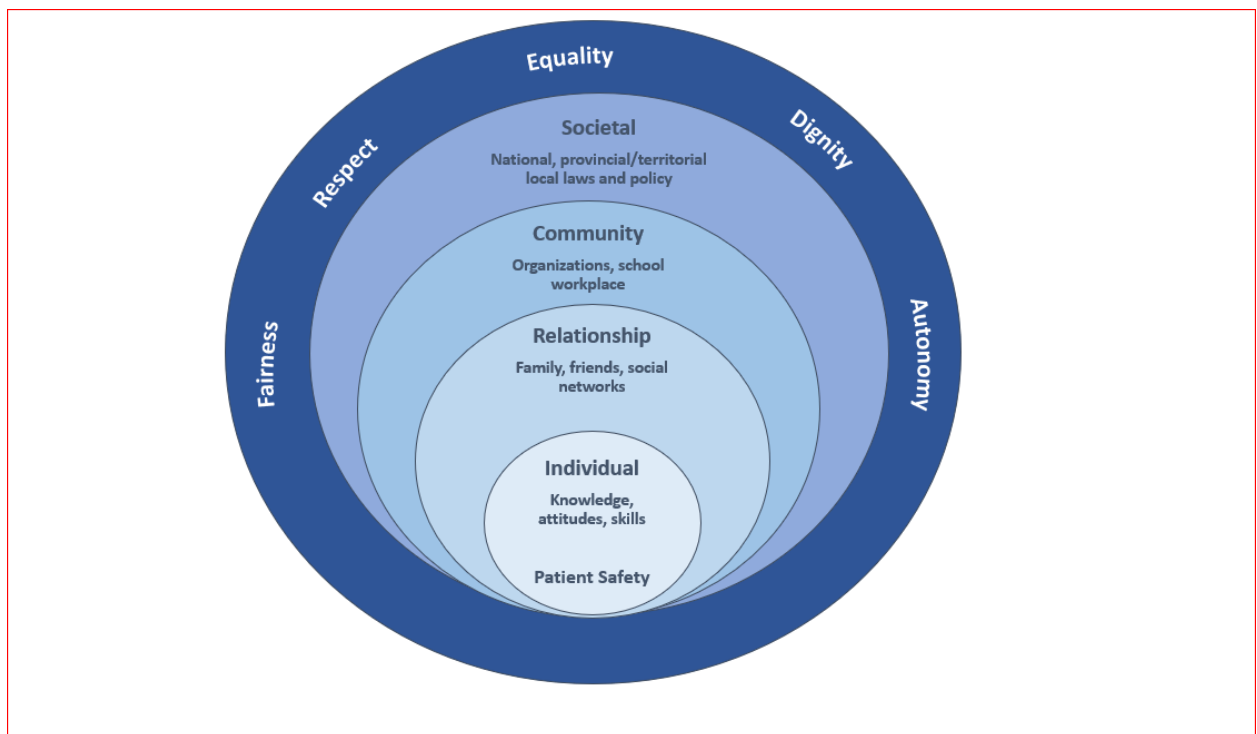 Equality
Dignity
Respect
Autonomy
Fairness
Societal
National, provincial/territorial
local laws and policy
Community
Organizations, school
workplace
Relationship
Family, friends, social
networks
Individual
Knowledge,
attitudes, skills
Patient Safety